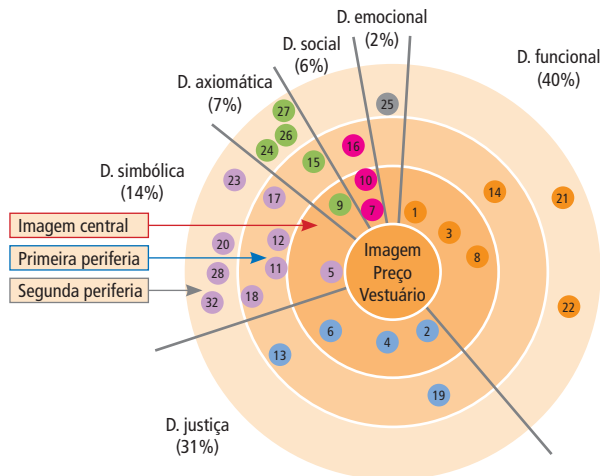 D. emocional
(2%)
D. social
(6%)
D. funcional
(40%)
D. axiomática
(7%)
D. simbólica
(14%)
Imagem central
Primeira periferia
Segunda periferia
D. justiça
(31%)
Imagem
Preço
Vestuário
25
27
26
24
15
16
10
9
7
23
17
20
12
11
28
18
32
5
1
3
8
14
21
22
6
4
2
13
19